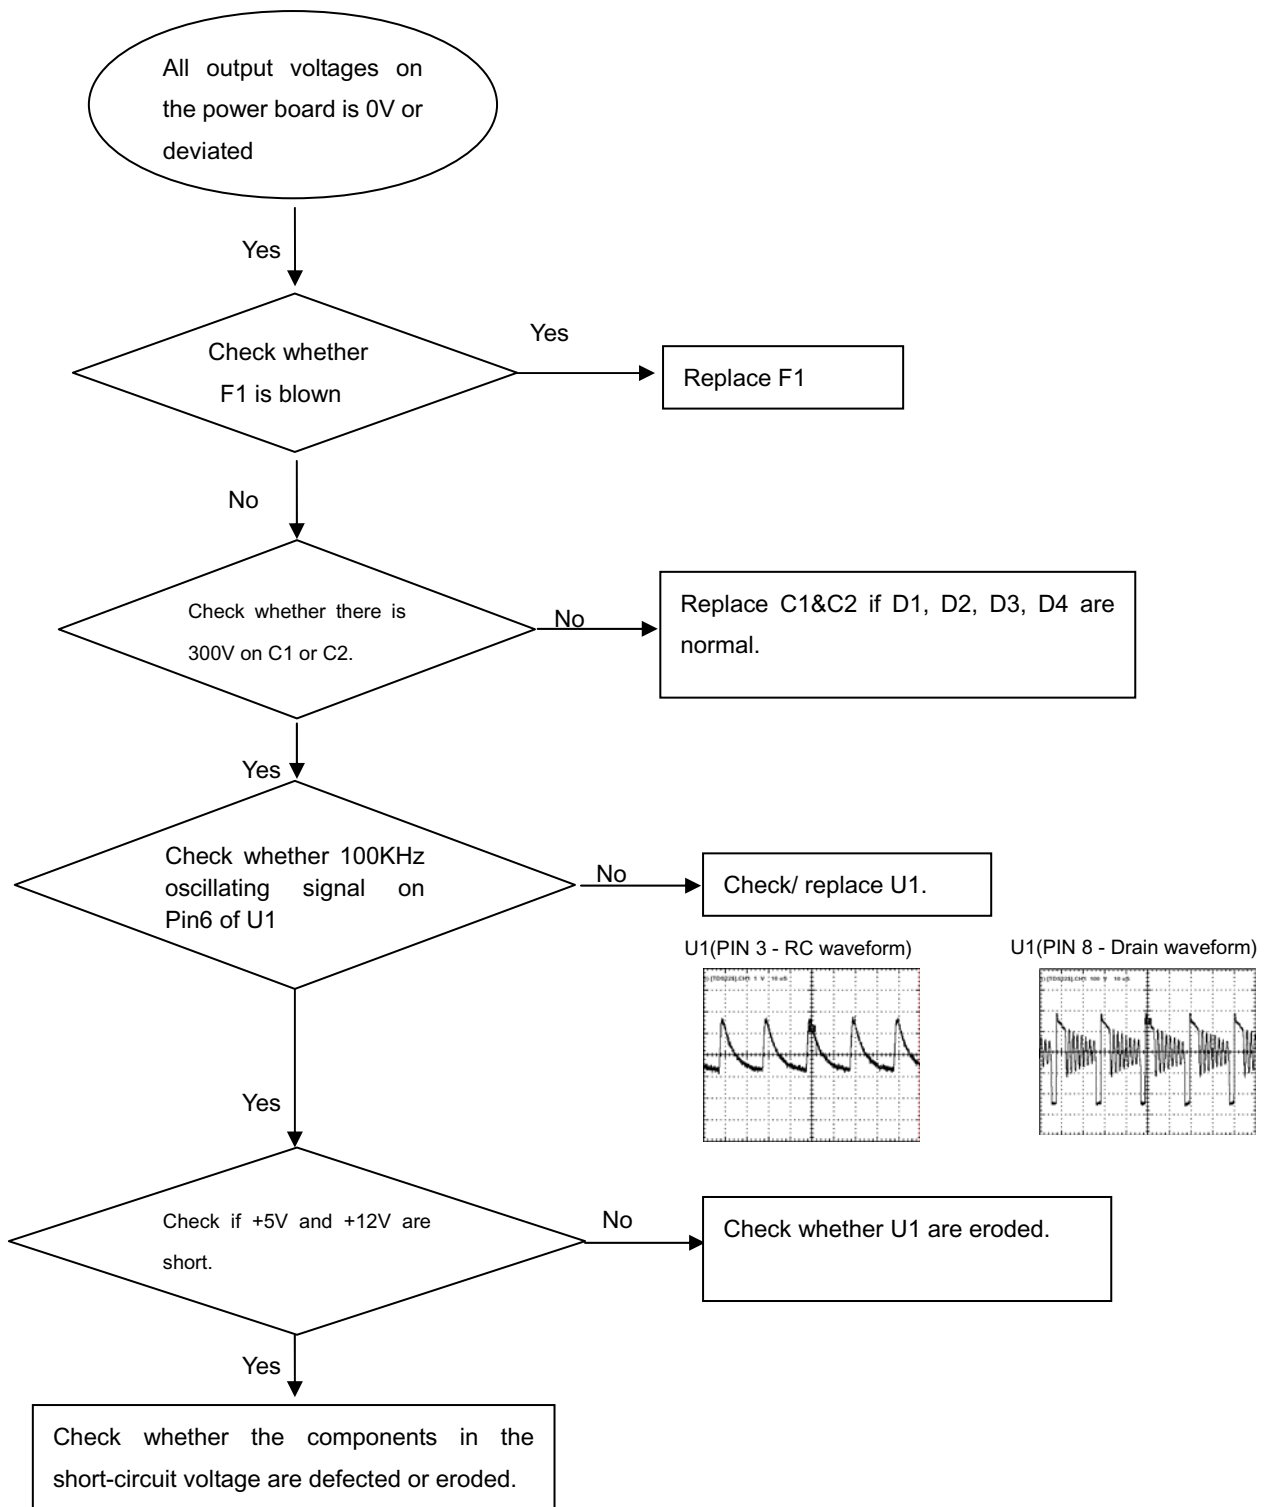 All output voltages on
the power board is 0V or
deviated
Yes
Check whether
F1 is blown
Yes
Replace F1
No
Check whether there is
300V on C1 or C2.
No
Replace C1&C2 if D1, D2, D3, D4 are
normal.
Yes
Check whether 100KHz
oscillating signal on
Pin6 of U1
No
Check/ replace U1.
U1(PIN 3 - RC waveform)
U1(PIN 8 - Drain waveform)
Yes
Check if +5V and +12V are
short.
No
Check whether U1 are eroded.
Yes
Check whether the components in the
short-circuit voltage are defected or eroded.